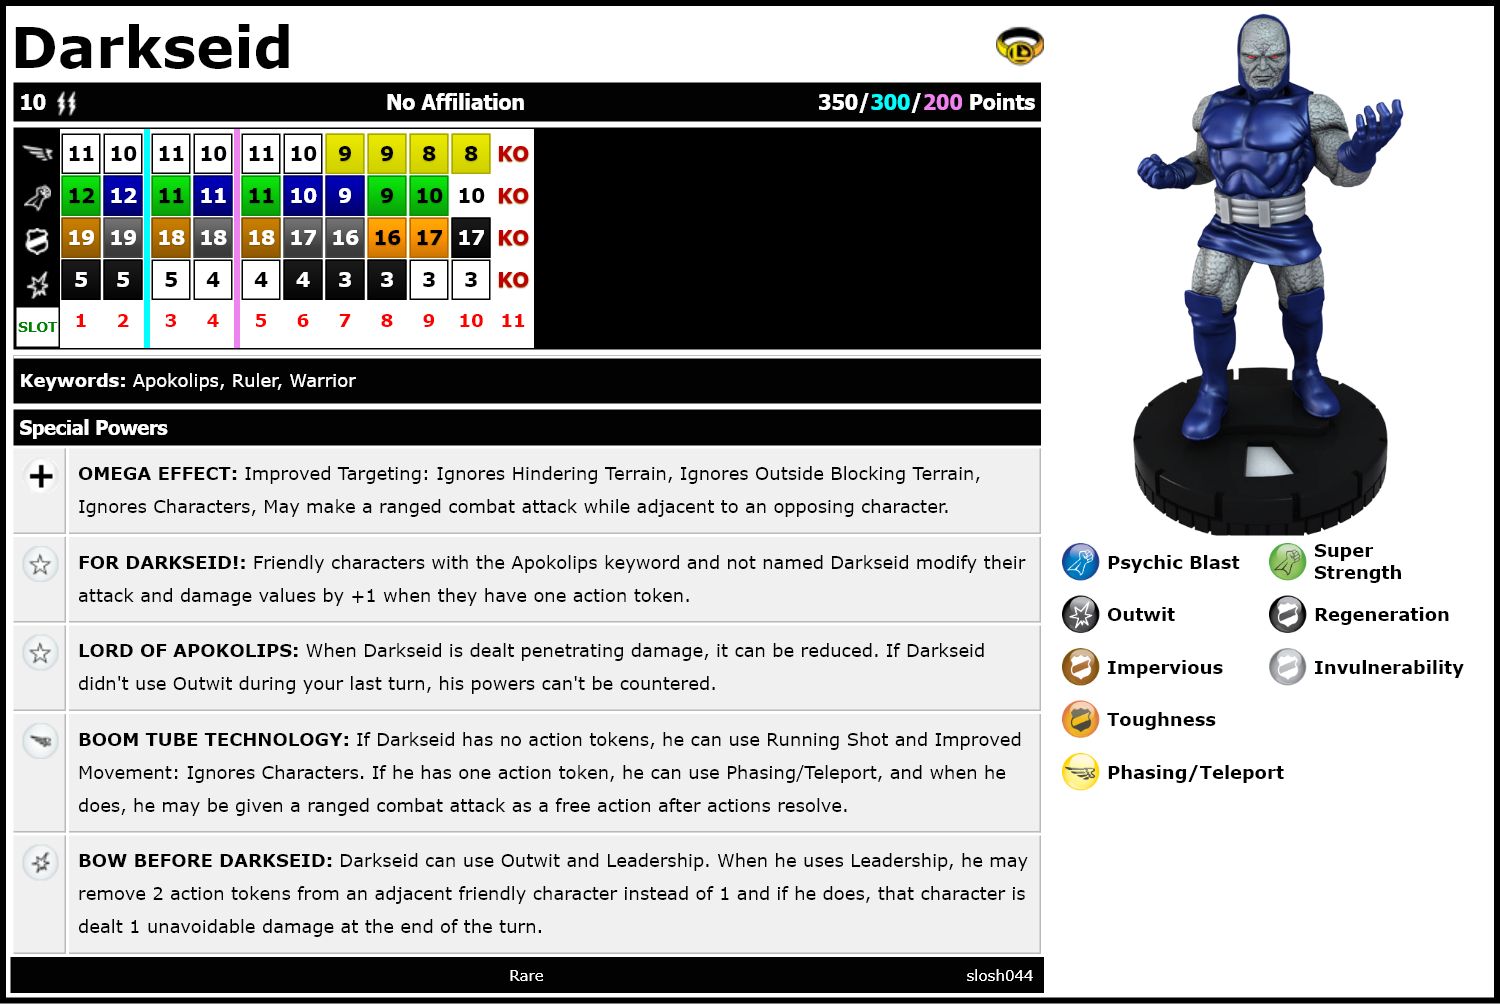 Darkseid
10 No Affiliation 350/300/200 Points
11 10 11 10 11 10 9 9 8 8 KO
12 12 11 11 11 10 9 9 10 10 KO
19 19 18 18 18 17 16 16 17 17 KO
5 5 5 4 4 4 3 3 3 3 KO
SLOT 1 2 3 4 5 6 7 8 9 10 11
Keywords: Apokolips, Ruler, Warrior
Special Powers
OMEGA EFFECT: Improved Targeting: Ignores Hindering Terrain, Ignores Outside Blocking Terrain,
Ignores Characters, May make a ranged combat attack while adjacent to an opposing character.
FOR DARKSEID!: Friendly characters with the Apokolips keyword and not named Darkseid modify their
attack and damage values by +1 when they have one action token.
LORD OF APOKOLIPS: When Darkseid is dealt penetrating damage, it can be reduced. If Darkseid
didn't use Outwit during your last turn, his powers can't be countered.
BOOM TUBE TECHNOLOGY: If Darkseid has no action tokens, he can use Running Shot and Improved
Movement: Ignores Characters. If he has one action token, he can use Phasing/Teleport, and when he
does, he may be given a ranged combat attack as a free action after actions resolve.
BOW BEFORE DARKSEID: Darkseid can use Outwit and Leadership. When he uses Leadership, he may
remove 2 action tokens from an adjacent friendly character instead of 1 and if he does, that character is
dealt 1 unavoidable damage at the end of the turn.
Rare slosh044
Psychic Blast
Super
Strength
Outwit
Regeneration
Impervious
Invulnerability
Toughness
Phasing/Teleport